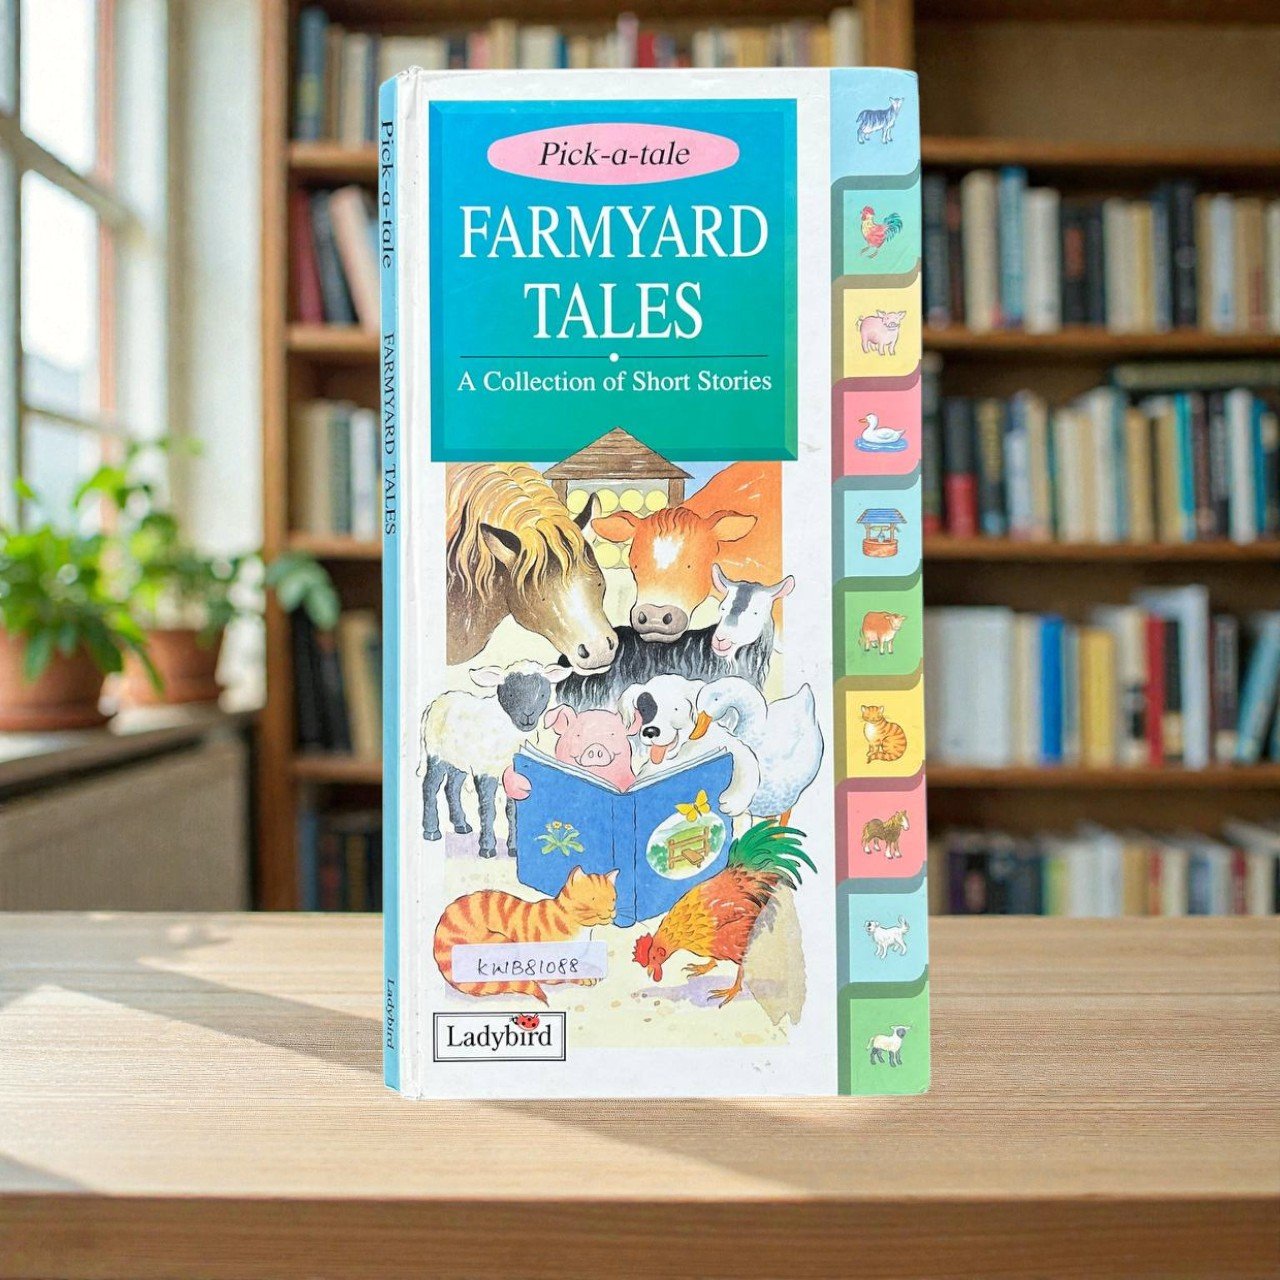 Pick-a-tale
FARMYARD
TALES
A Collection of Short Stories
KWB81088
Ladybird
Pick-a-tale FARMYARD TALES Ladybird